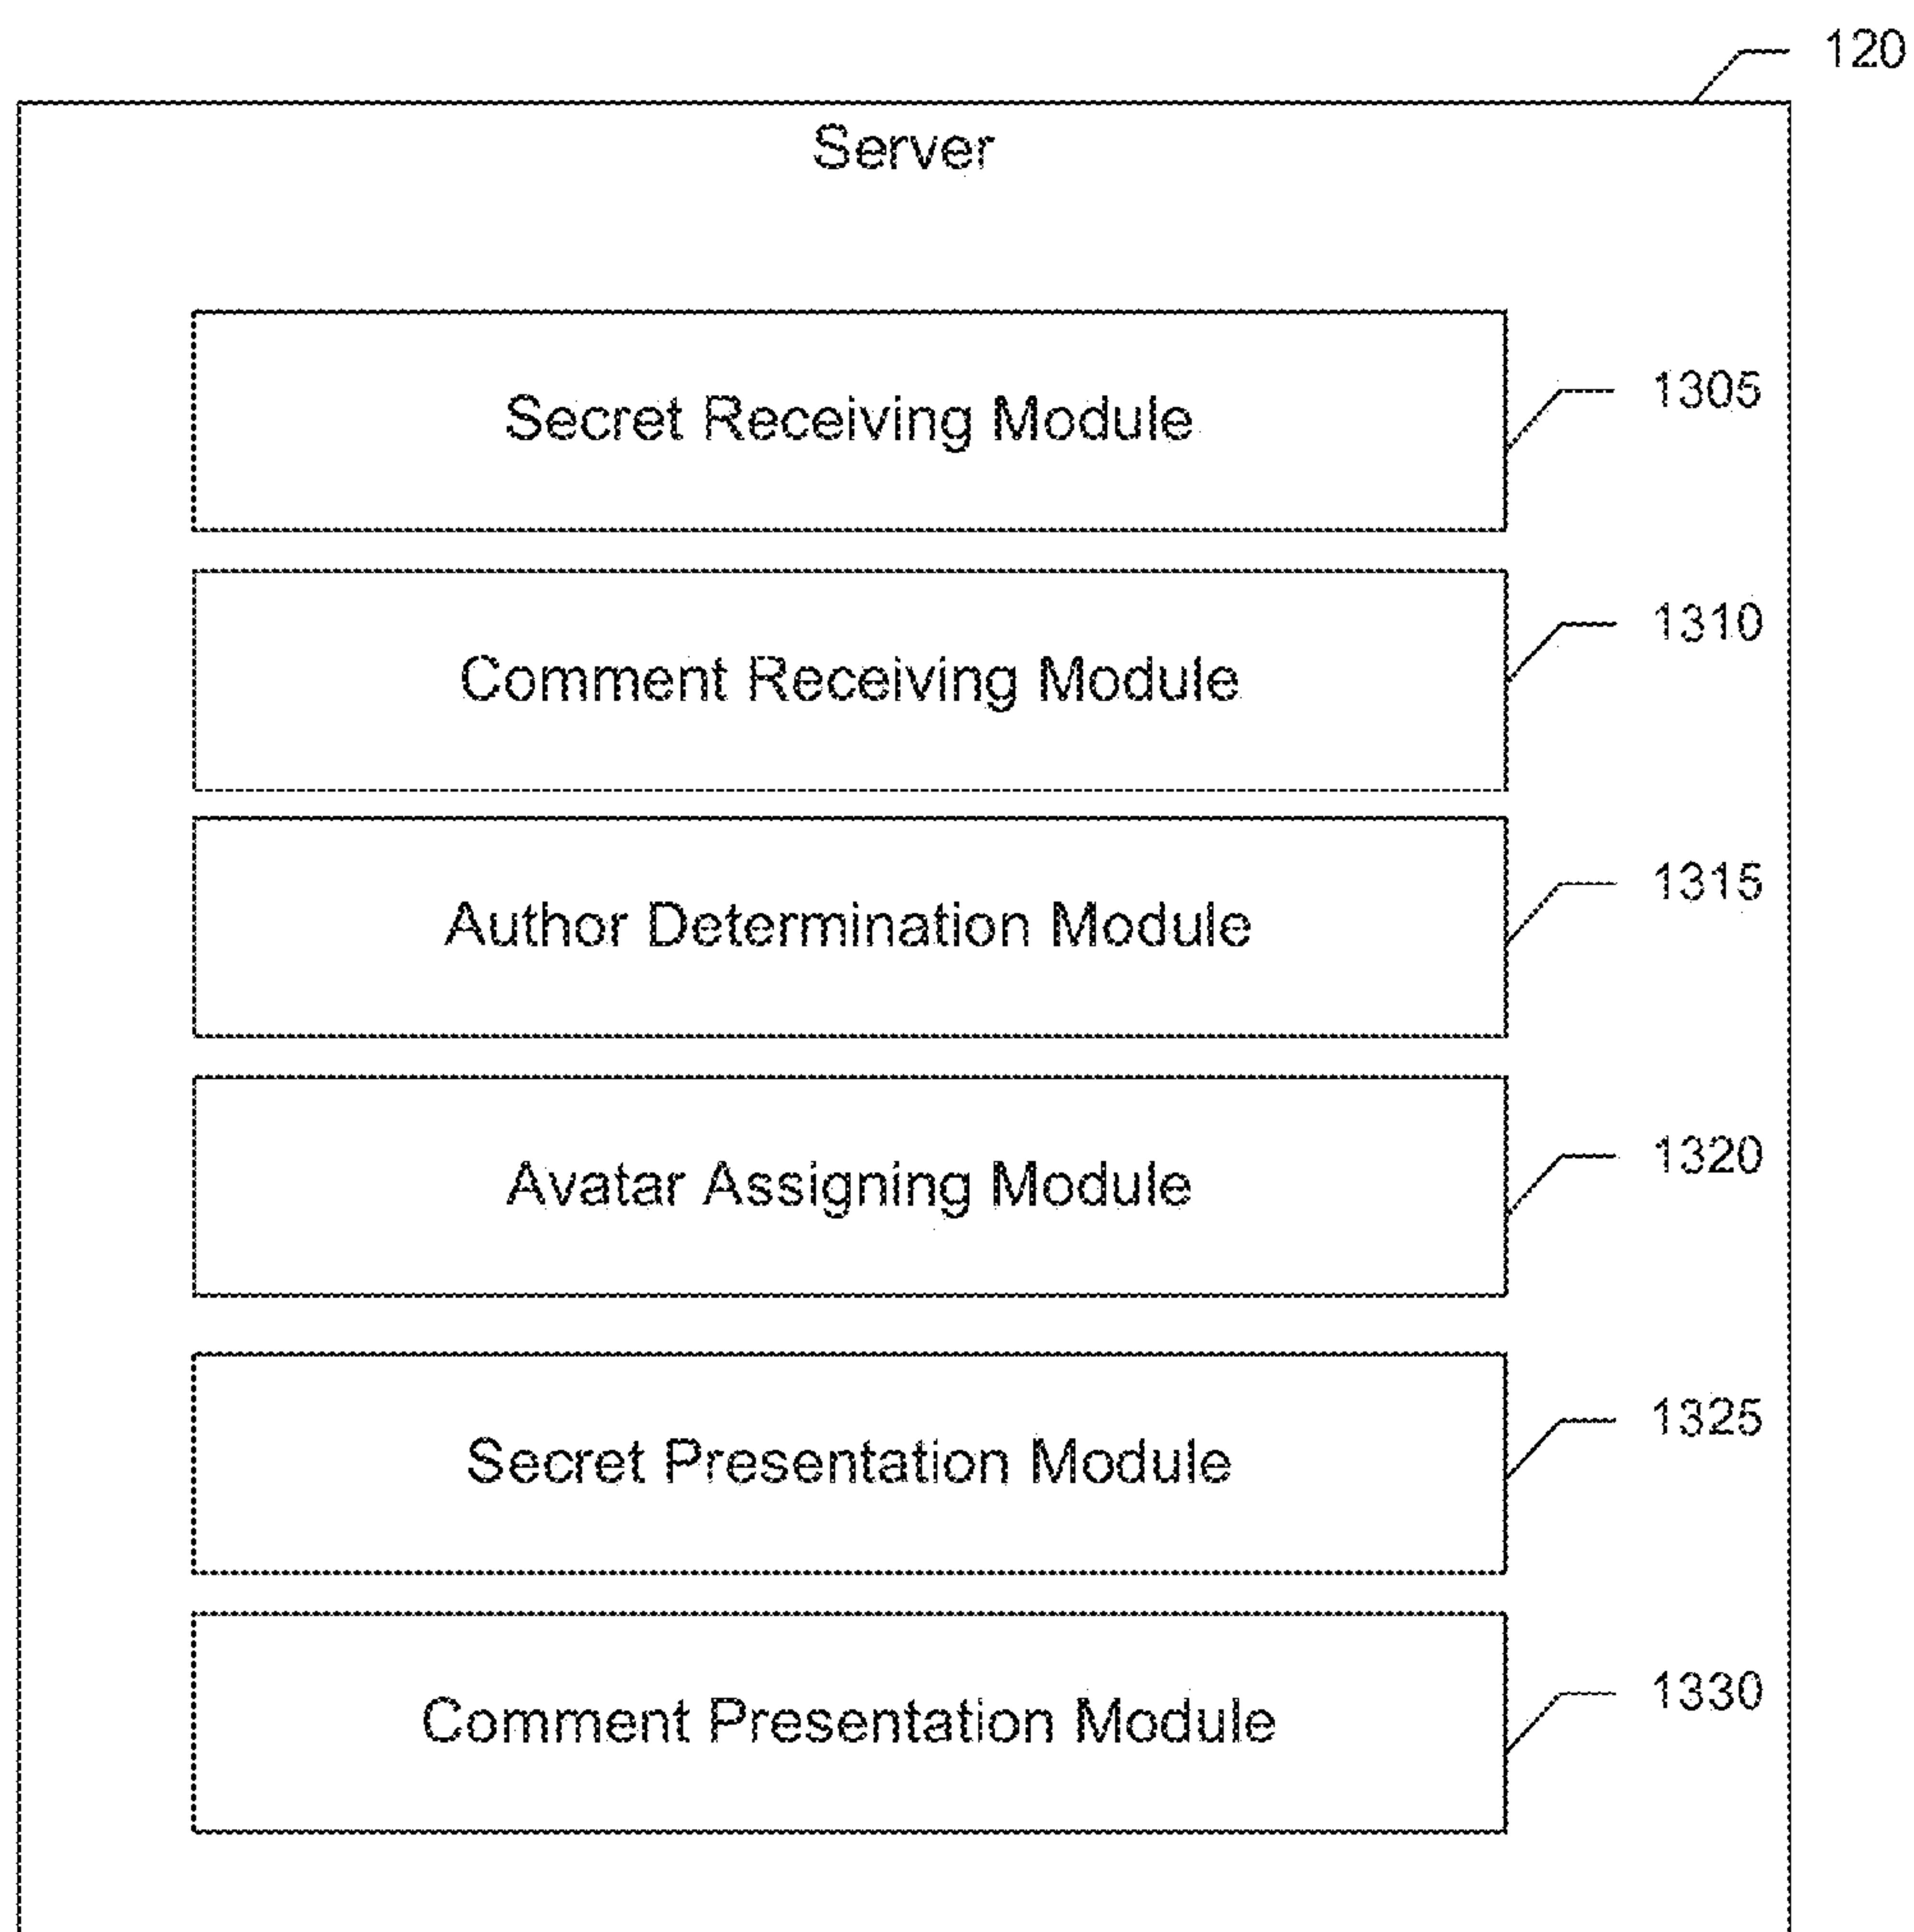 120
Server
Secret Receiving Module
1305
Comment Receiving Module
1310
Author Determination Module
1315
Avatar Assigning Module
1320
Secret Presentation Module
1325
Comment Presentation Module
1330